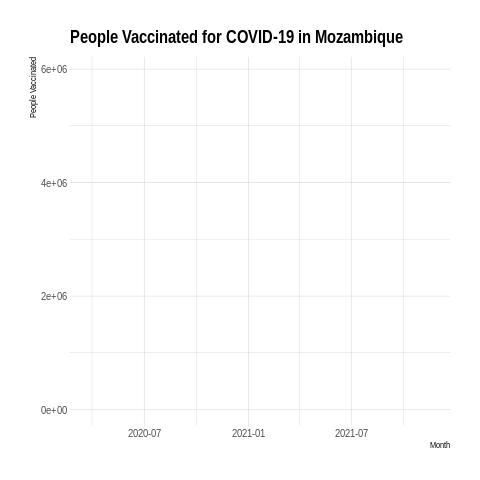 People Vaccinated for COVID-19 in Mozambique
People Vaccinated
6e+06
4e+06
2e+06
0e+00
2020-07
2021-01
2021-07
Month